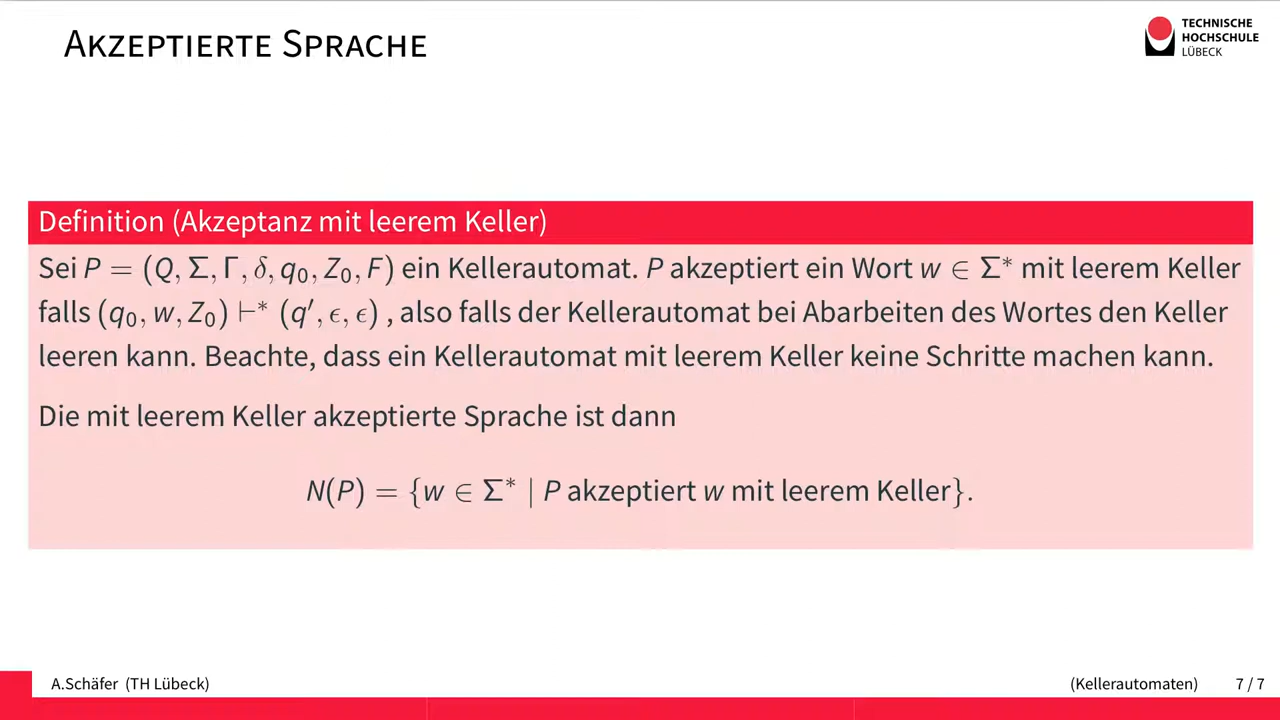 AKZEPTIERTE SPRACHE
TECHNISCHE
HOCHSCHULE
LÜBECK
Definition (Akzeptanz mit leerem Keller)
Sei P = (Q, Σ, Γ, δ, q₀, Z₀, F) ein Kellerautomat. P akzeptiert ein Wort w ∈ Σ* mit leerem Keller
falls (q₀, w, Z₀) ⊢* (q′, ϵ, ϵ) , also falls der Kellerautomat bei Abarbeiten des Wortes den Keller
leeren kann. Beachte, dass ein Kellerautomat mit leerem Keller keine Schritte machen kann.
Die mit leerem Keller akzeptierte Sprache ist dann
N(P) = {w ∈ Σ* | P akzeptiert w mit leerem Keller}.
A.Schäfer (TH Lübeck)
(Kellerautomaten)
7 / 7